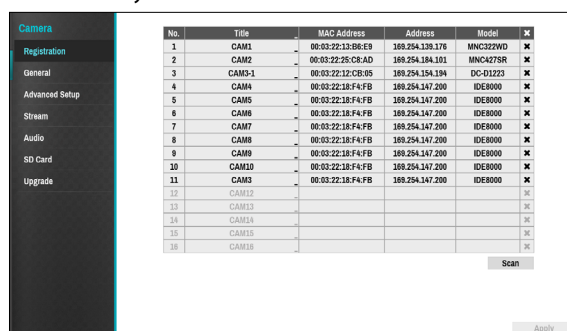 Camera
Registration
General
Advanced Setup
Stream
Audio
SD Card
Upgrade
No. Title MAC Address Address Model ✖
1 CAM1 _ 00:03:22:13:B6:E9 169.254.139.176 MNC322WD ✖
2 CAM2 _ 00:03:22:25:C8:AD 169.254.184.101 MNC427SR ✖
3 CAM3-1 _ 00:03:22:12:CB:05 169.254.154.194 DC-D1223 ✖
4 CAM4 _ 00:03:22:18:F4:FB 169.254.147.200 IDE8000 ✖
5 CAM5 _ 00:03:22:18:F4:FB 169.254.147.200 IDE8000 ✖
6 CAM6 _ 00:03:22:18:F4:FB 169.254.147.200 IDE8000 ✖
7 CAM7 _ 00:03:22:18:F4:FB 169.254.147.200 IDE8000 ✖
8 CAM8 _ 00:03:22:18:F4:FB 169.254.147.200 IDE8000 ✖
9 CAM9 _ 00:03:22:18:F4:FB 169.254.147.200 IDE8000 ✖
10 CAM10 _ 00:03:22:18:F4:FB 169.254.147.200 IDE8000 ✖
11 CAM3 _ 00:03:22:18:F4:FB 169.254.147.200 IDE8000 ✖
12 CAM12 _ ✖
13 CAM13 _ ✖
14 CAM14 _ ✖
15 CAM15 _ ✖
16 CAM16 _ ✖
Scan
Apply